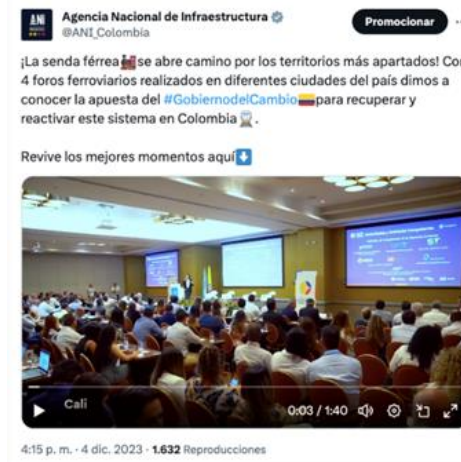 Agencia Nacional de Infraestructura
@ANI_Colombia
Promocionar
¡La senda férrea🚂se abre camino por los territorios más apartados! Co
4 foros ferroviarios realizados en diferentes ciudades del país dimos a
conocer la apuesta del #GobiernodelCambio🇨🇴para recuperar y
reactivar este sistema en Colombia🚆.
Revive los mejores momentos aquí⬇️
Cali
0:03 / 1:40
4:15 p. m. · 4 dic. 2023 · 1.632 Reproducciones